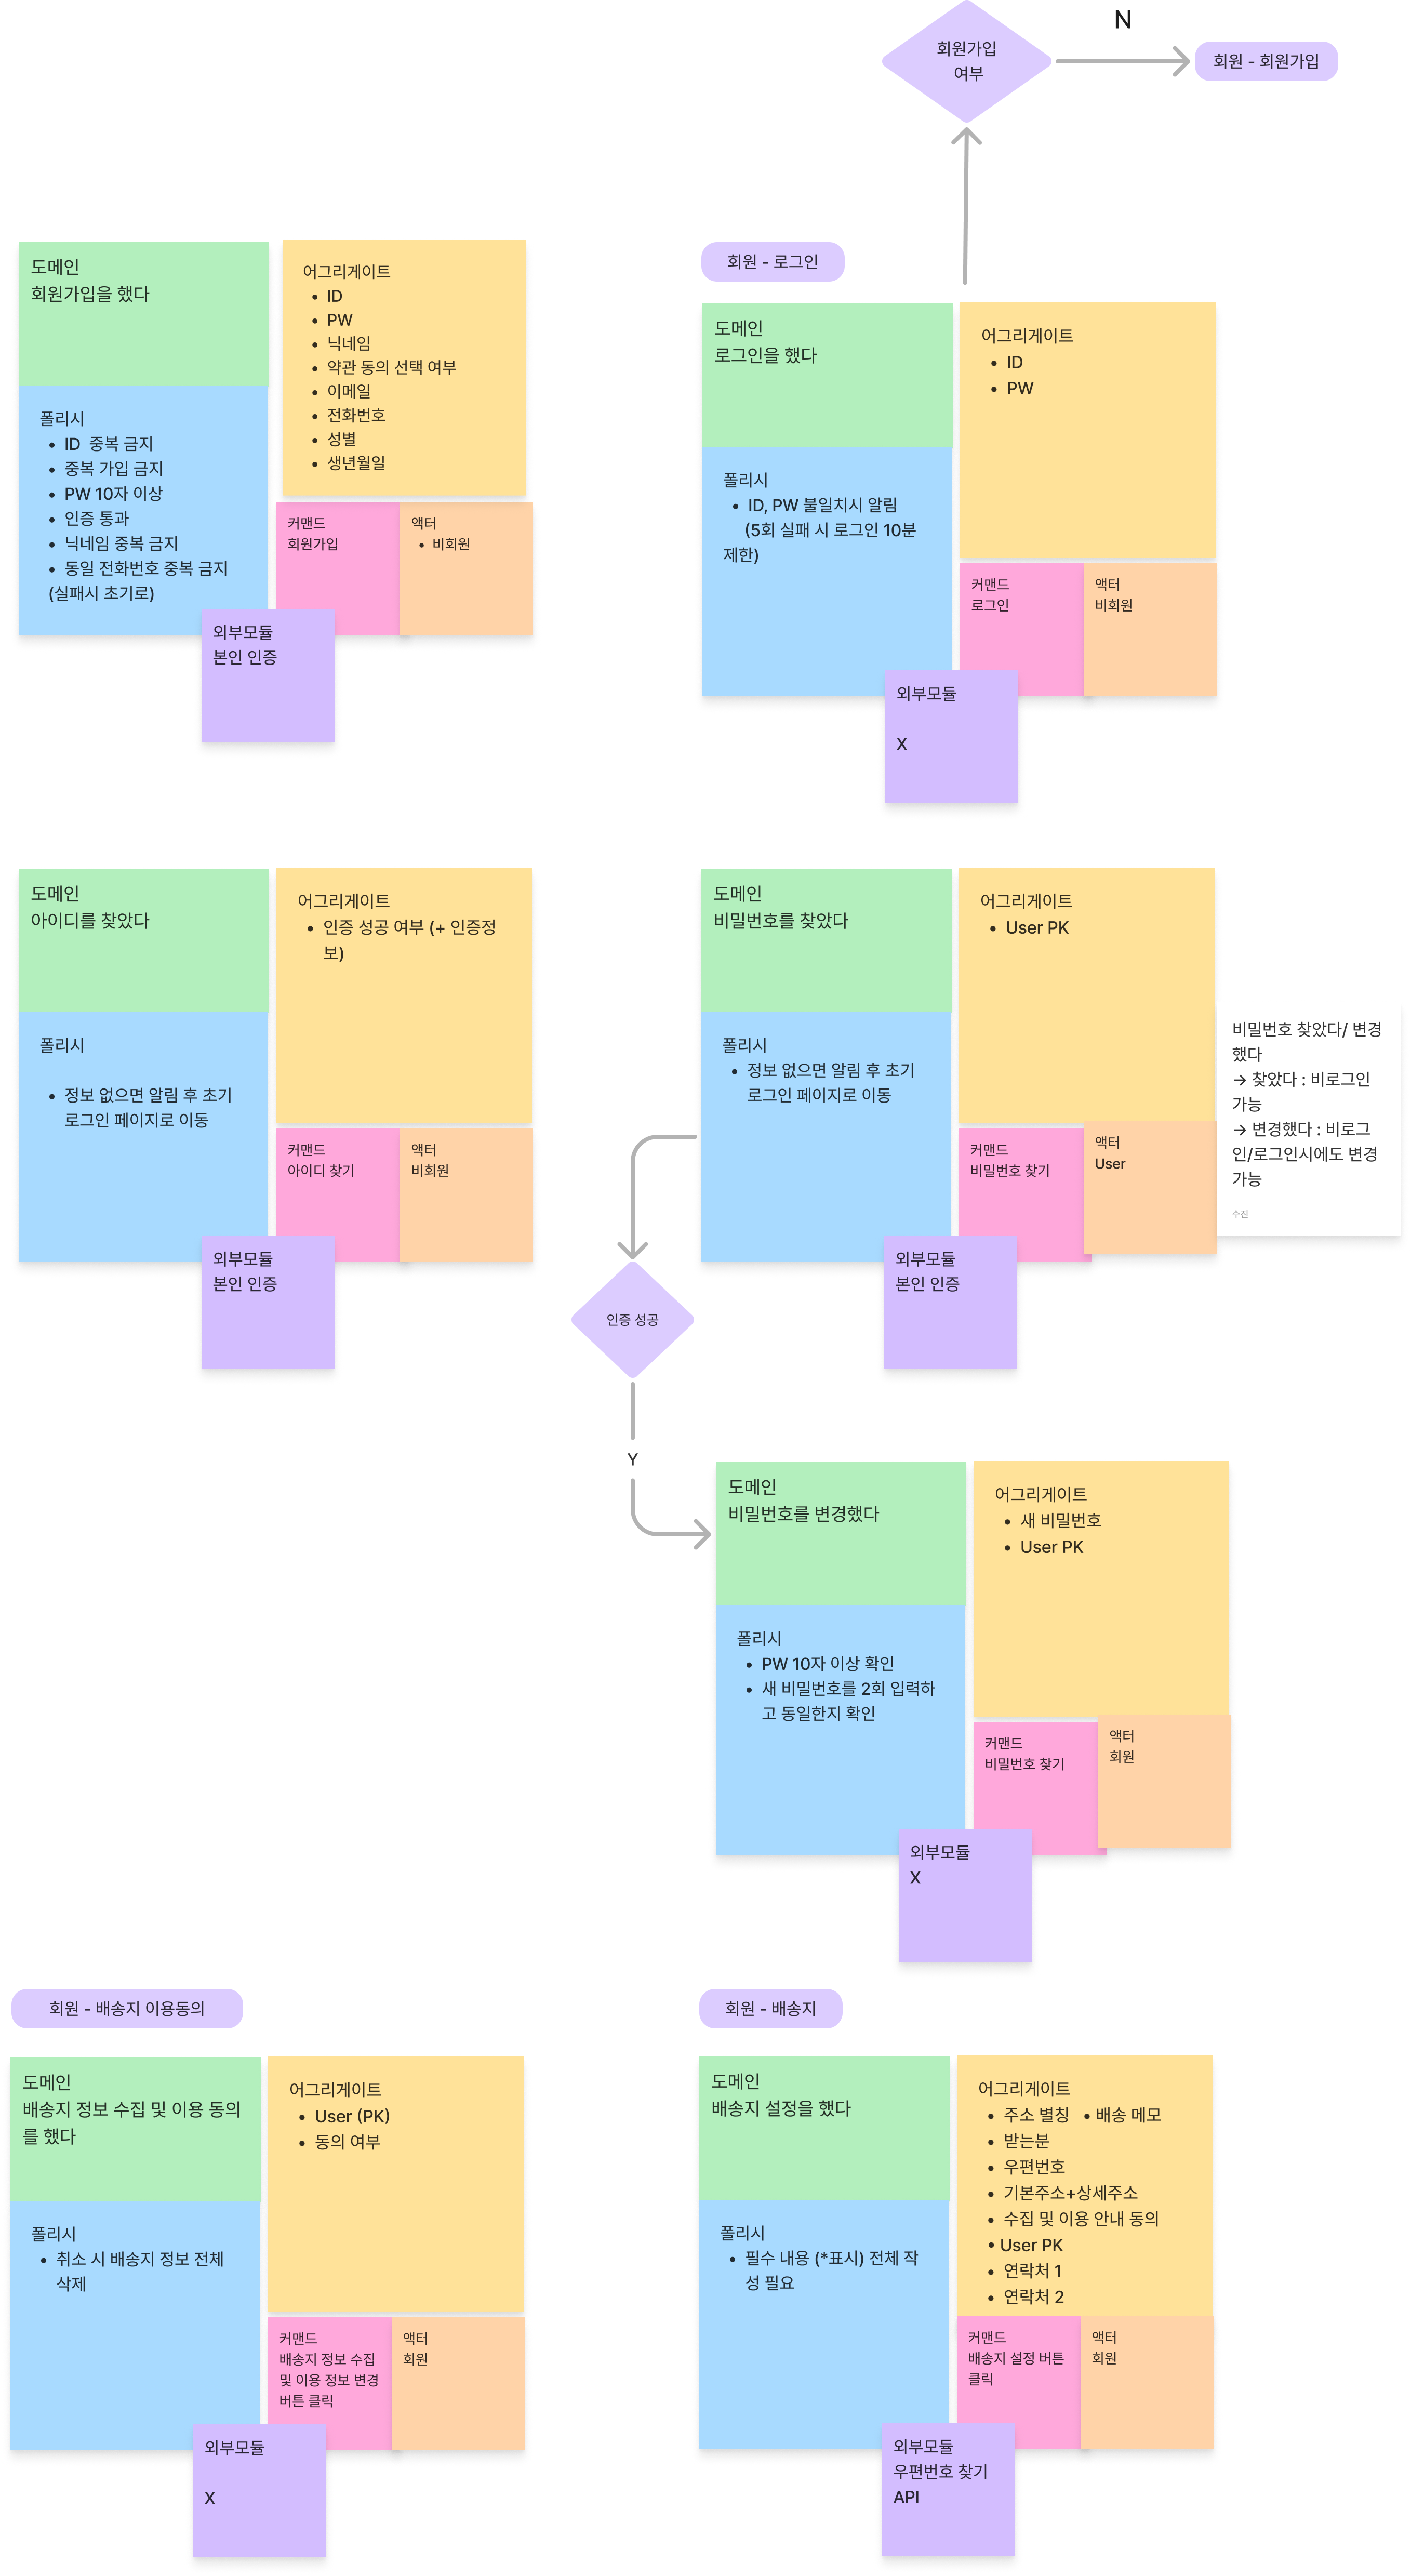 회원가입
여부
N
회원 - 회원가입
도메인
회원가입을 했다
어그리게이트
• ID
• PW
• 닉네임
• 약관 동의 선택 여부
• 이메일
• 전화번호
• 성별
• 생년월일
폴리시
• ID  중복 금지
• 중복 가입 금지
• PW 10자 이상
• 인증 통과
• 닉네임 중복 금지
• 동일 전화번호 중복 금지
(실패시 초기로)
커맨드
회원가입
액터
• 비회원
외부모듈
본인 인증
회원 - 로그인
도메인
로그인을 했다
어그리게이트
• ID
• PW
폴리시
• ID, PW 불일치시 알림
(5회 실패 시 로그인 10분
제한)
커맨드
로그인
액터
비회원
외부모듈
X
도메인
아이디를 찾았다
어그리게이트
• 인증 성공 여부 (+ 인증정
보)
폴리시
• 정보 없으면 알림 후 초기
로그인 페이지로 이동
커맨드
아이디 찾기
액터
비회원
외부모듈
본인 인증
도메인
비밀번호를 찾았다
어그리게이트
• User PK
폴리시
• 정보 없으면 알림 후 초기
로그인 페이지로 이동
커맨드
비밀번호 찾기
액터
User
외부모듈
본인 인증
비밀번호 찾았다/ 변경
했다
→ 찾았다 : 비로그인
가능
→ 변경했다 : 비로그
인/로그인시에도 변경
가능
수진
인증 성공
Y
도메인
비밀번호를 변경했다
어그리게이트
• 새 비밀번호
• User PK
폴리시
• PW 10자 이상 확인
• 새 비밀번호를 2회 입력하
고 동일한지 확인
커맨드
비밀번호 찾기
액터
회원
외부모듈
X
회원 - 배송지 이용동의
도메인
배송지 정보 수집 및 이용 동의
를 했다
어그리게이트
• User (PK)
• 동의 여부
폴리시
• 취소 시 배송지 정보 전체
삭제
커맨드
배송지 정보 수집
및 이용 정보 변경
버튼 클릭
액터
회원
외부모듈
X
회원 - 배송지
도메인
배송지 설정을 했다
어그리게이트
• 주소 별칭  • 배송 메모
• 받는분
• 우편번호
• 기본주소+상세주소
• 수집 및 이용 안내 동의
• User PK
• 연락처 1
• 연락처 2
폴리시
• 필수 내용 (*표시) 전체 작
성 필요
커맨드
배송지 설정 버튼
클릭
액터
회원
외부모듈
우편번호 찾기
API